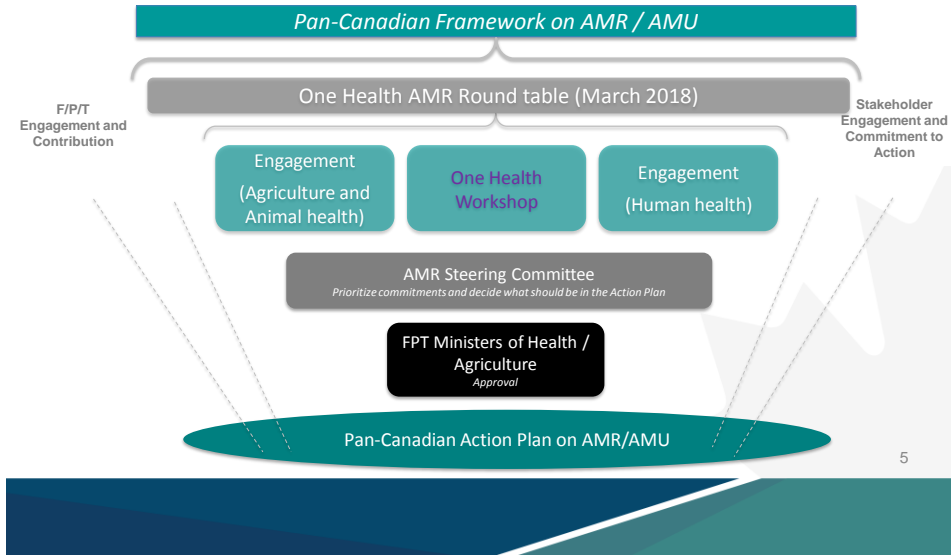 Pan-Canadian Framework on AMR / AMU
One Health AMR Round table (March 2018)
F/P/T
Engagement and
Contribution
Stakeholder
Engagement and
Commitment to
Action
Engagement
(Agriculture and
Animal health)
One Health
Workshop
Engagement
(Human health)
AMR Steering Committee
Prioritize commitments and decide what should be in the Action Plan
FPT Ministers of Health /
Agriculture
Approval
Pan-Canadian Action Plan on AMR/AMU
5